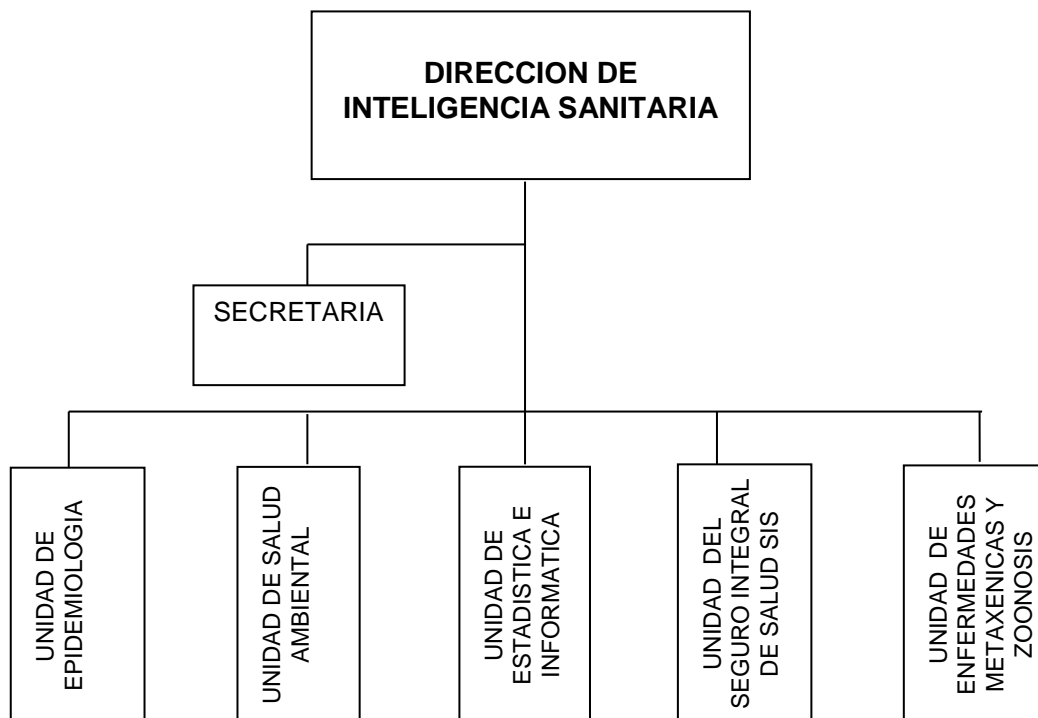 DIRECCION DE
INTELIGENCIA SANITARIA
SECRETARIA
UNIDAD DE
EPIDEMIOLOGIA
UNIDAD DE SALUD
AMBIENTAL
UNIDAD DE
ESTADISTICA E
INFORMATICA
UNIDAD DEL
SEGURO INTEGRAL
DE SALUD SIS
UNIDAD DE
ENFERMEDADES
METAXENICAS Y
ZOONOSIS